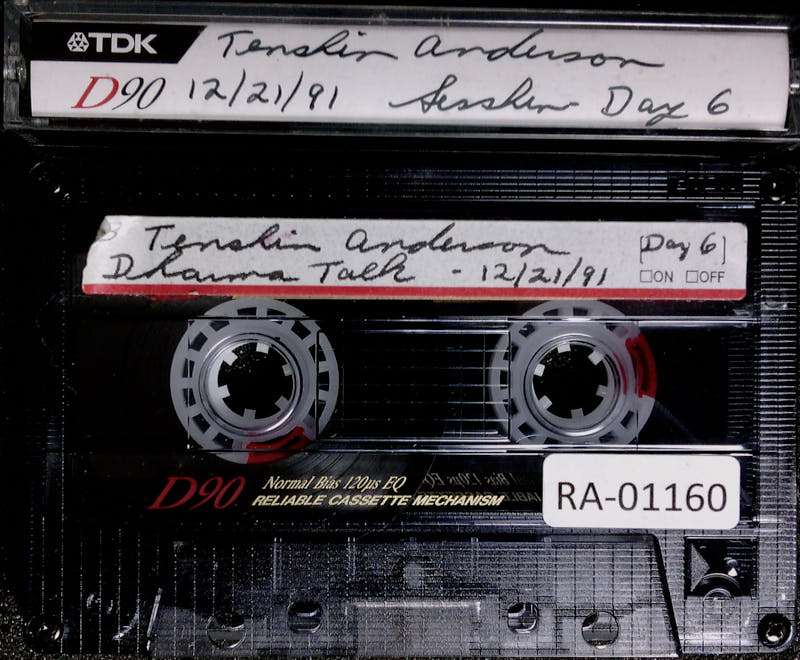 TDK Tenshin Anderson
D90 12/21/91 Sesshin Day 6
B Tenshin Anderson [Day 6]
Dharma Talk - 12/21/91 □ON □OFF
D90 Normal Bias 120μs EQ
RELIABLE CASSETTE MECHANISM
RA-01160